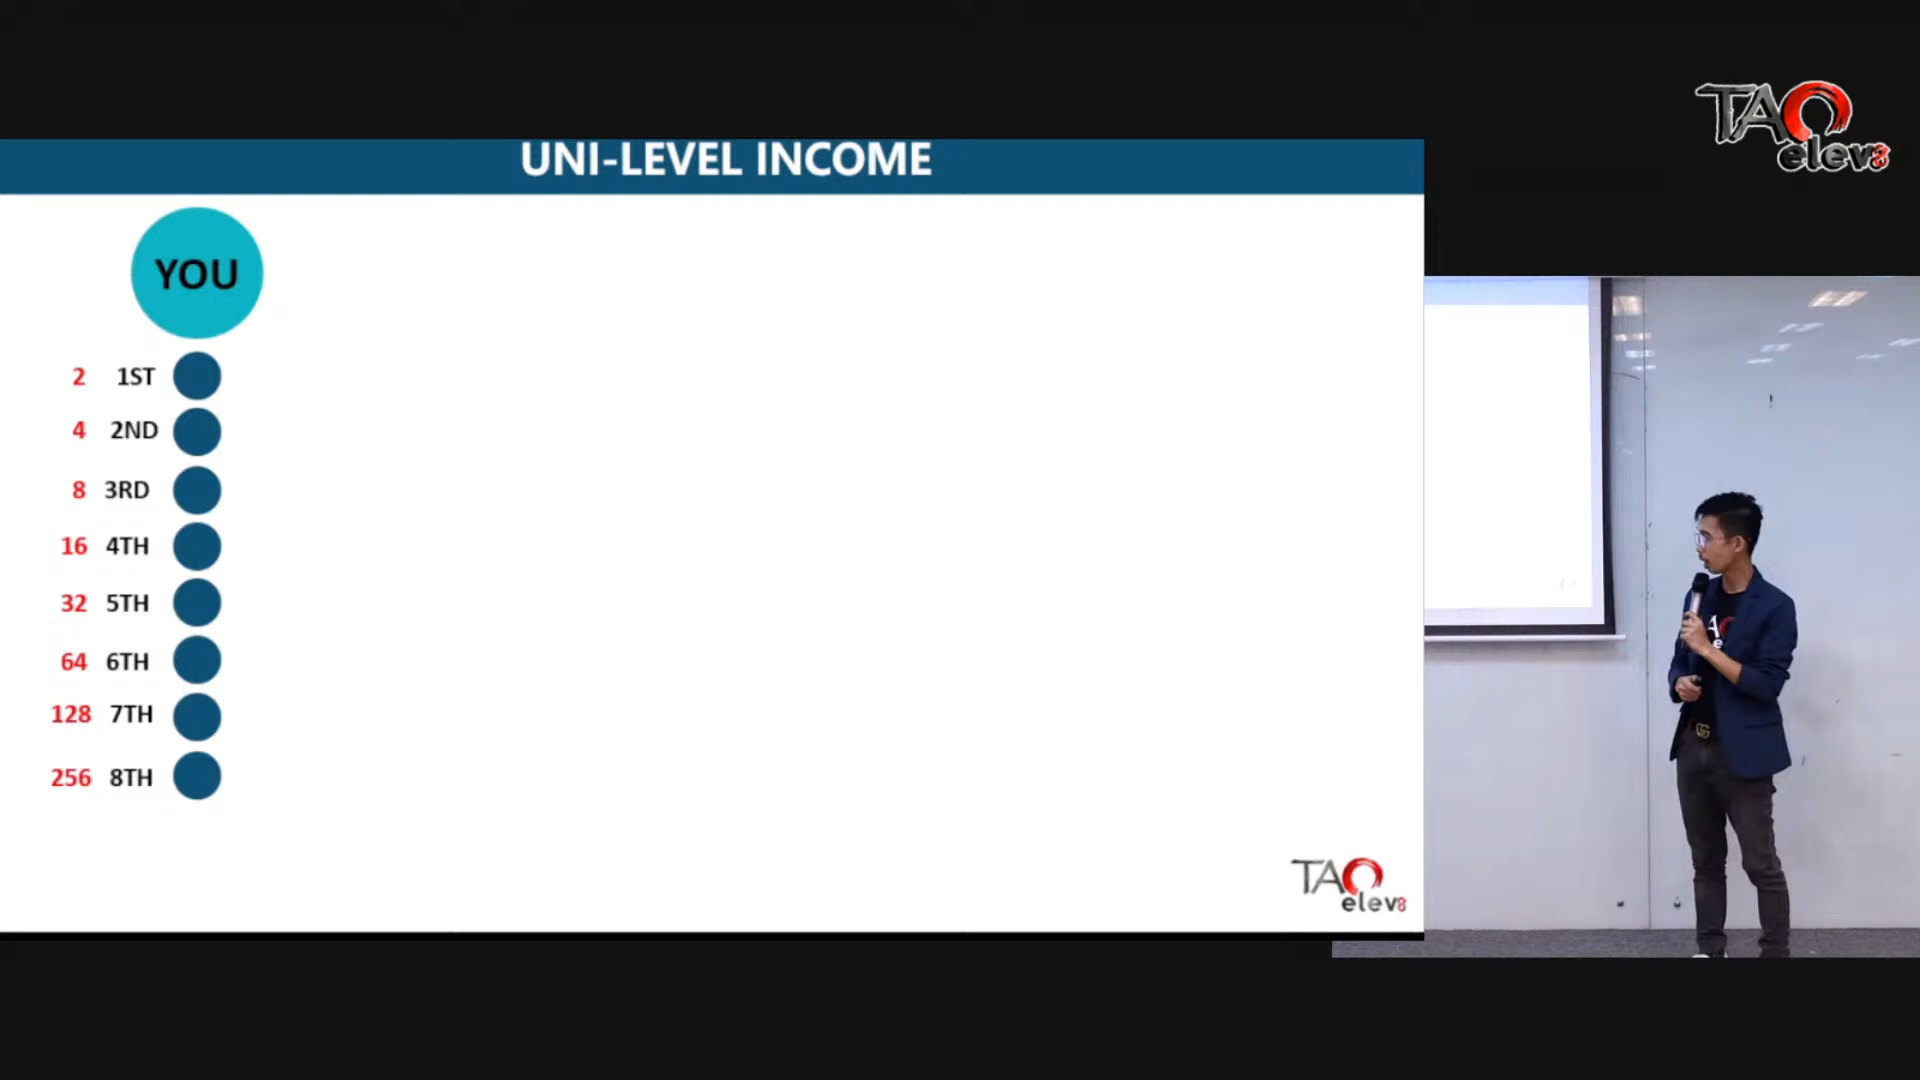 TAO
elev8
UNI-LEVEL INCOME
YOU
2 1ST
4 2ND
8 3RD
16 4TH
32 5TH
64 6TH
128 7TH
256 8TH
TAO
elev8